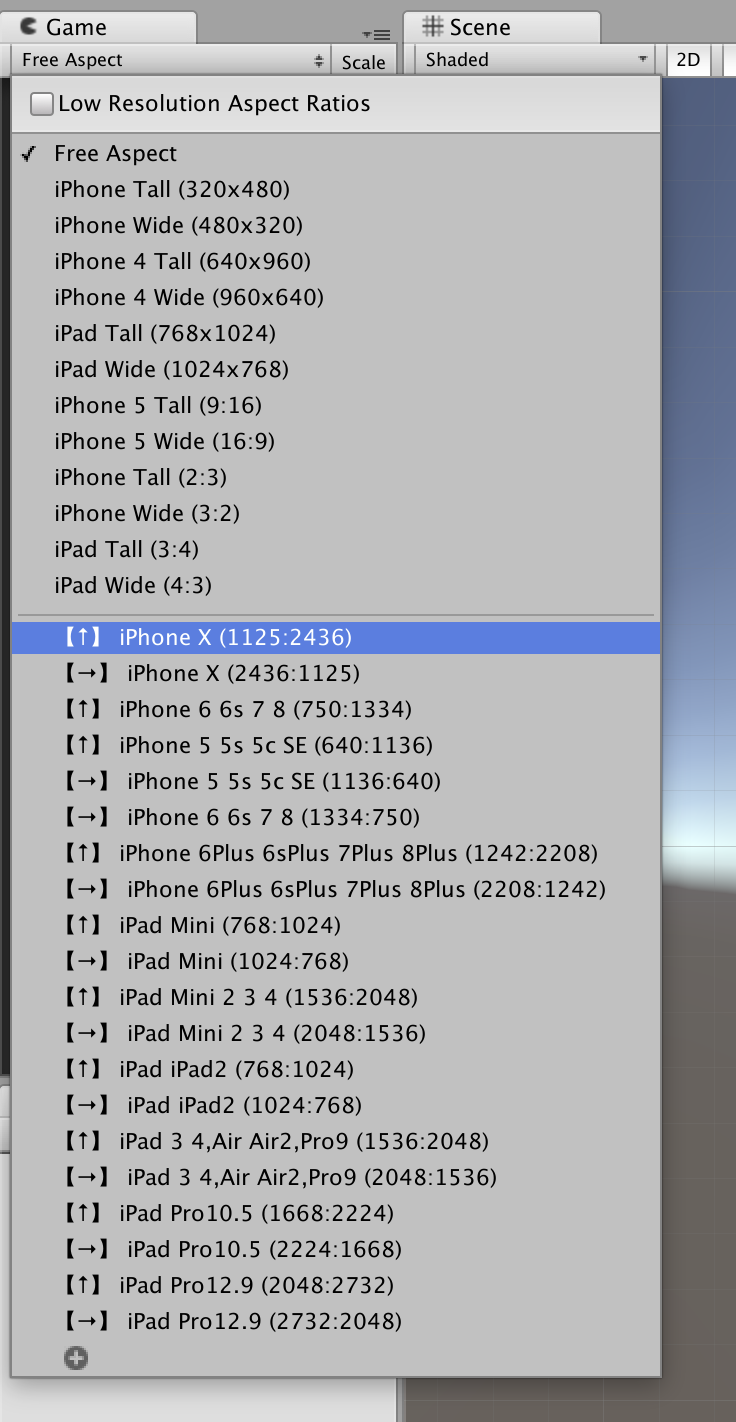 Game
Scene
Free Aspect
Scale
Shaded
2D
Low Resolution Aspect Ratios
✓ Free Aspect
iPhone Tall (320x480)
iPhone Wide (480x320)
iPhone 4 Tall (640x960)
iPhone 4 Wide (960x640)
iPad Tall (768x1024)
iPad Wide (1024x768)
iPhone 5 Tall (9:16)
iPhone 5 Wide (16:9)
iPhone Tall (2:3)
iPhone Wide (3:2)
iPad Tall (3:4)
iPad Wide (4:3)
【↑】 iPhone X (1125:2436)
【→】 iPhone X (2436:1125)
【↑】 iPhone 6 6s 7 8 (750:1334)
【↑】 iPhone 5 5s 5c SE (640:1136)
【→】 iPhone 5 5s 5c SE (1136:640)
【→】 iPhone 6 6s 7 8 (1334:750)
【↑】 iPhone 6Plus 6sPlus 7Plus 8Plus (1242:2208)
【→】 iPhone 6Plus 6sPlus 7Plus 8Plus (2208:1242)
【↑】 iPad Mini (768:1024)
【→】 iPad Mini (1024:768)
【↑】 iPad Mini 2 3 4 (1536:2048)
【→】 iPad Mini 2 3 4 (2048:1536)
【↑】 iPad iPad2 (768:1024)
【→】 iPad iPad2 (1024:768)
【↑】 iPad 3 4,Air Air2,Pro9 (1536:2048)
【→】 iPad 3 4,Air Air2,Pro9 (2048:1536)
【↑】 iPad Pro10.5 (1668:2224)
【→】 iPad Pro10.5 (2224:1668)
【↑】 iPad Pro12.9 (2048:2732)
【→】 iPad Pro12.9 (2732:2048)